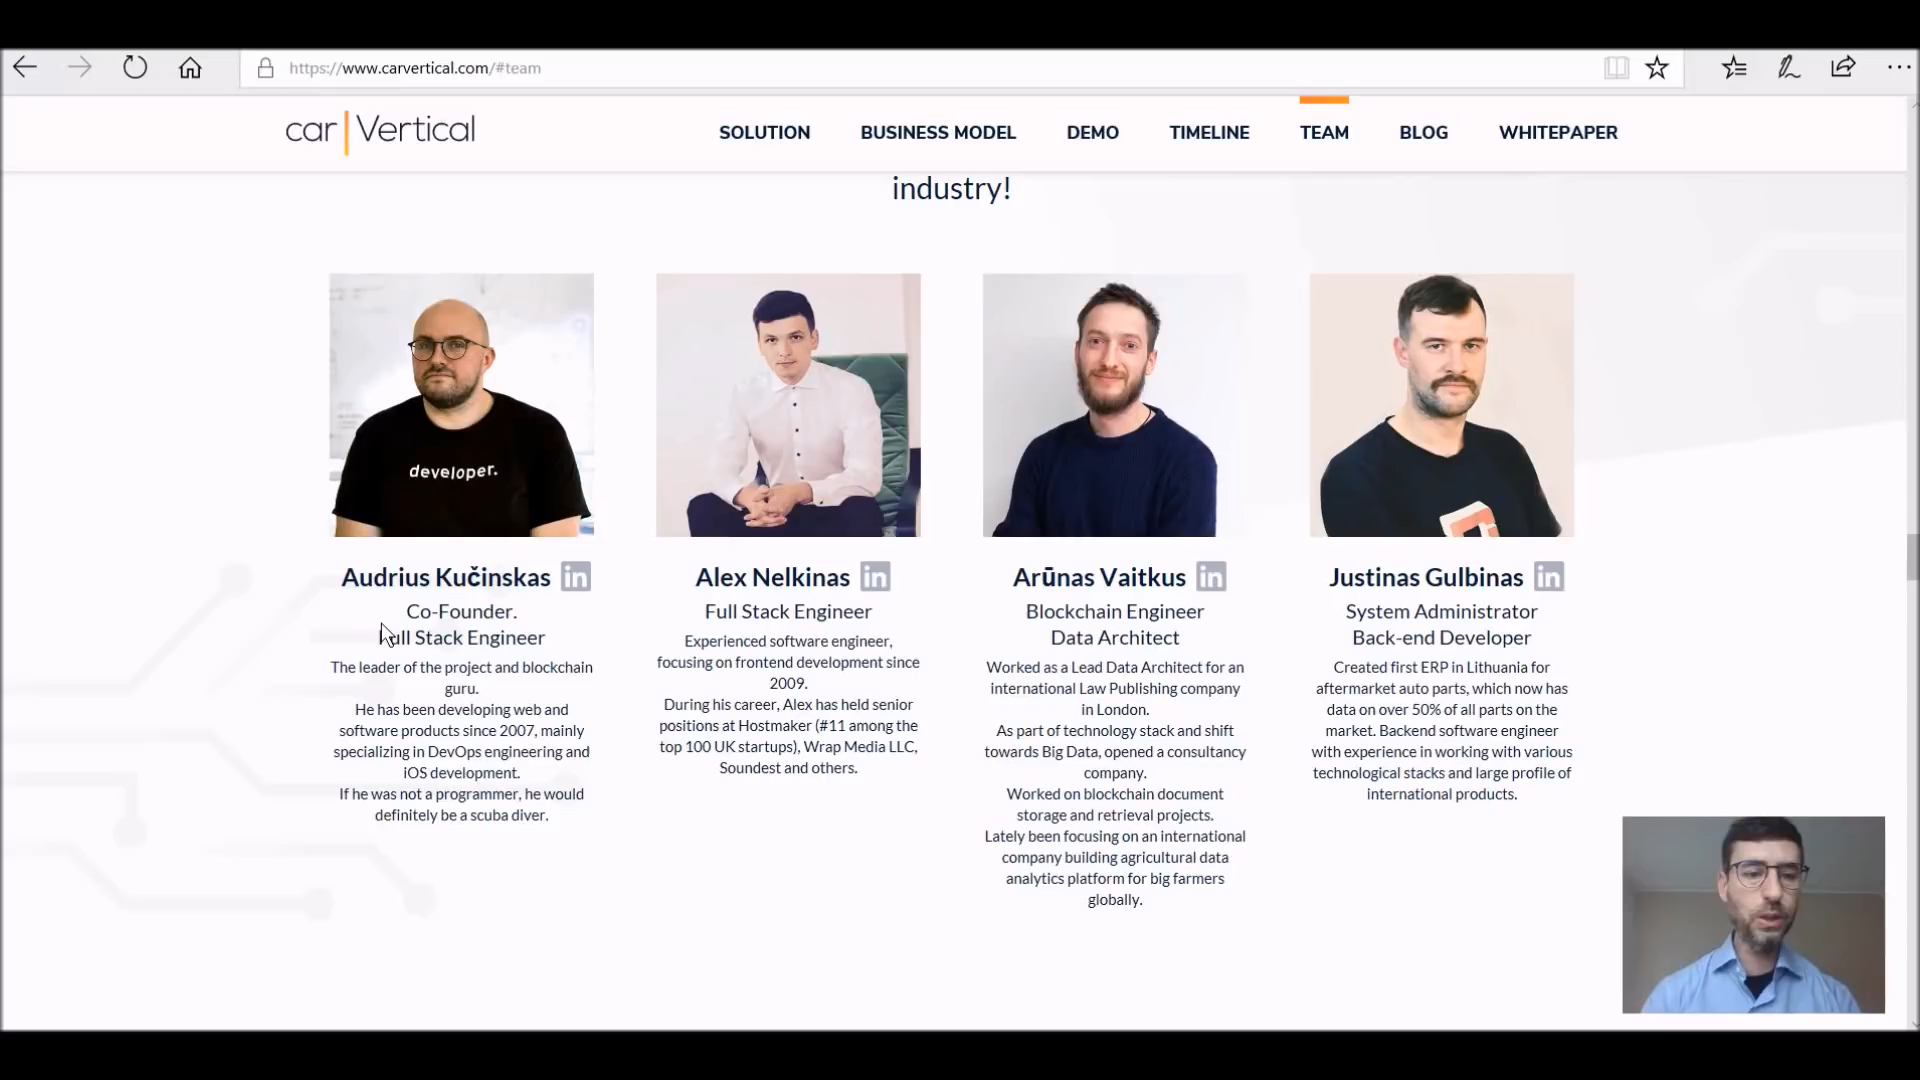 https://www.carvertical.com/#team
car|Vertical
SOLUTION BUSINESS MODEL DEMO TIMELINE TEAM BLOG WHITEPAPER
industry!
developer.
Audrius Kučinskas in
Co-Founder.
Full Stack Engineer
The leader of the project and blockchain
guru.
He has been developing web and
software products since 2007, mainly
specializing in DevOps engineering and
iOS development.
If he was not a programmer, he would
definitely be a scuba diver.
Alex Nelkinas in
Full Stack Engineer
Experienced software engineer,
focusing on frontend development since
2009.
During his career, Alex has held senior
positions at Hostmaker (#11 among the
top 100 UK startups), Wrap Media LLC,
Soundest and others.
Arūnas Vaitkus in
Blockchain Engineer
Data Architect
Worked as a Lead Data Architect for an
international Law Publishing company
in London.
As part of technology stack and shift
towards Big Data, opened a consultancy
company.
Worked on blockchain document
storage and retrieval projects.
Lately been focusing on an international
company building agricultural data
analytics platform for big farmers
globally.
Justinas Gulbinas in
System Administrator
Back-end Developer
Created first ERP in Lithuania for
aftermarket auto parts, which now has
data on over 50% of all parts on the
market. Backend software engineer
with experience in working with various
technological stacks and large profile of
international products.